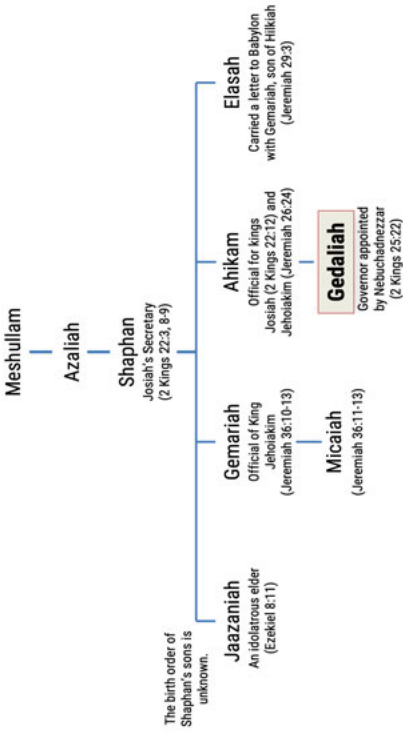 Meshullam
Azaliah
Shaphan
Josiah's Secretary
(2 Kings 22:3, 8-9)
The birth order of
Shaphan's sons is
unknown.
Jaazaniah
An idolatrous elder
(Ezekiel 8:11)
Gemariah
Official of King
Jehoiakim
(Jeremiah 36:10-13)
Micaiah
(Jeremiah 36:11-13)
Ahikam
Official for kings
Josiah (2 Kings 22:12) and
Jehoiakim (Jeremiah 26:24)
Gedaliah
Governor appointed
by Nebuchadnezzar
(2 Kings 25:22)
Elasah
Carried a letter to Babylon
with Gemariah, son of Hilkiah
(Jeremiah 29:3)